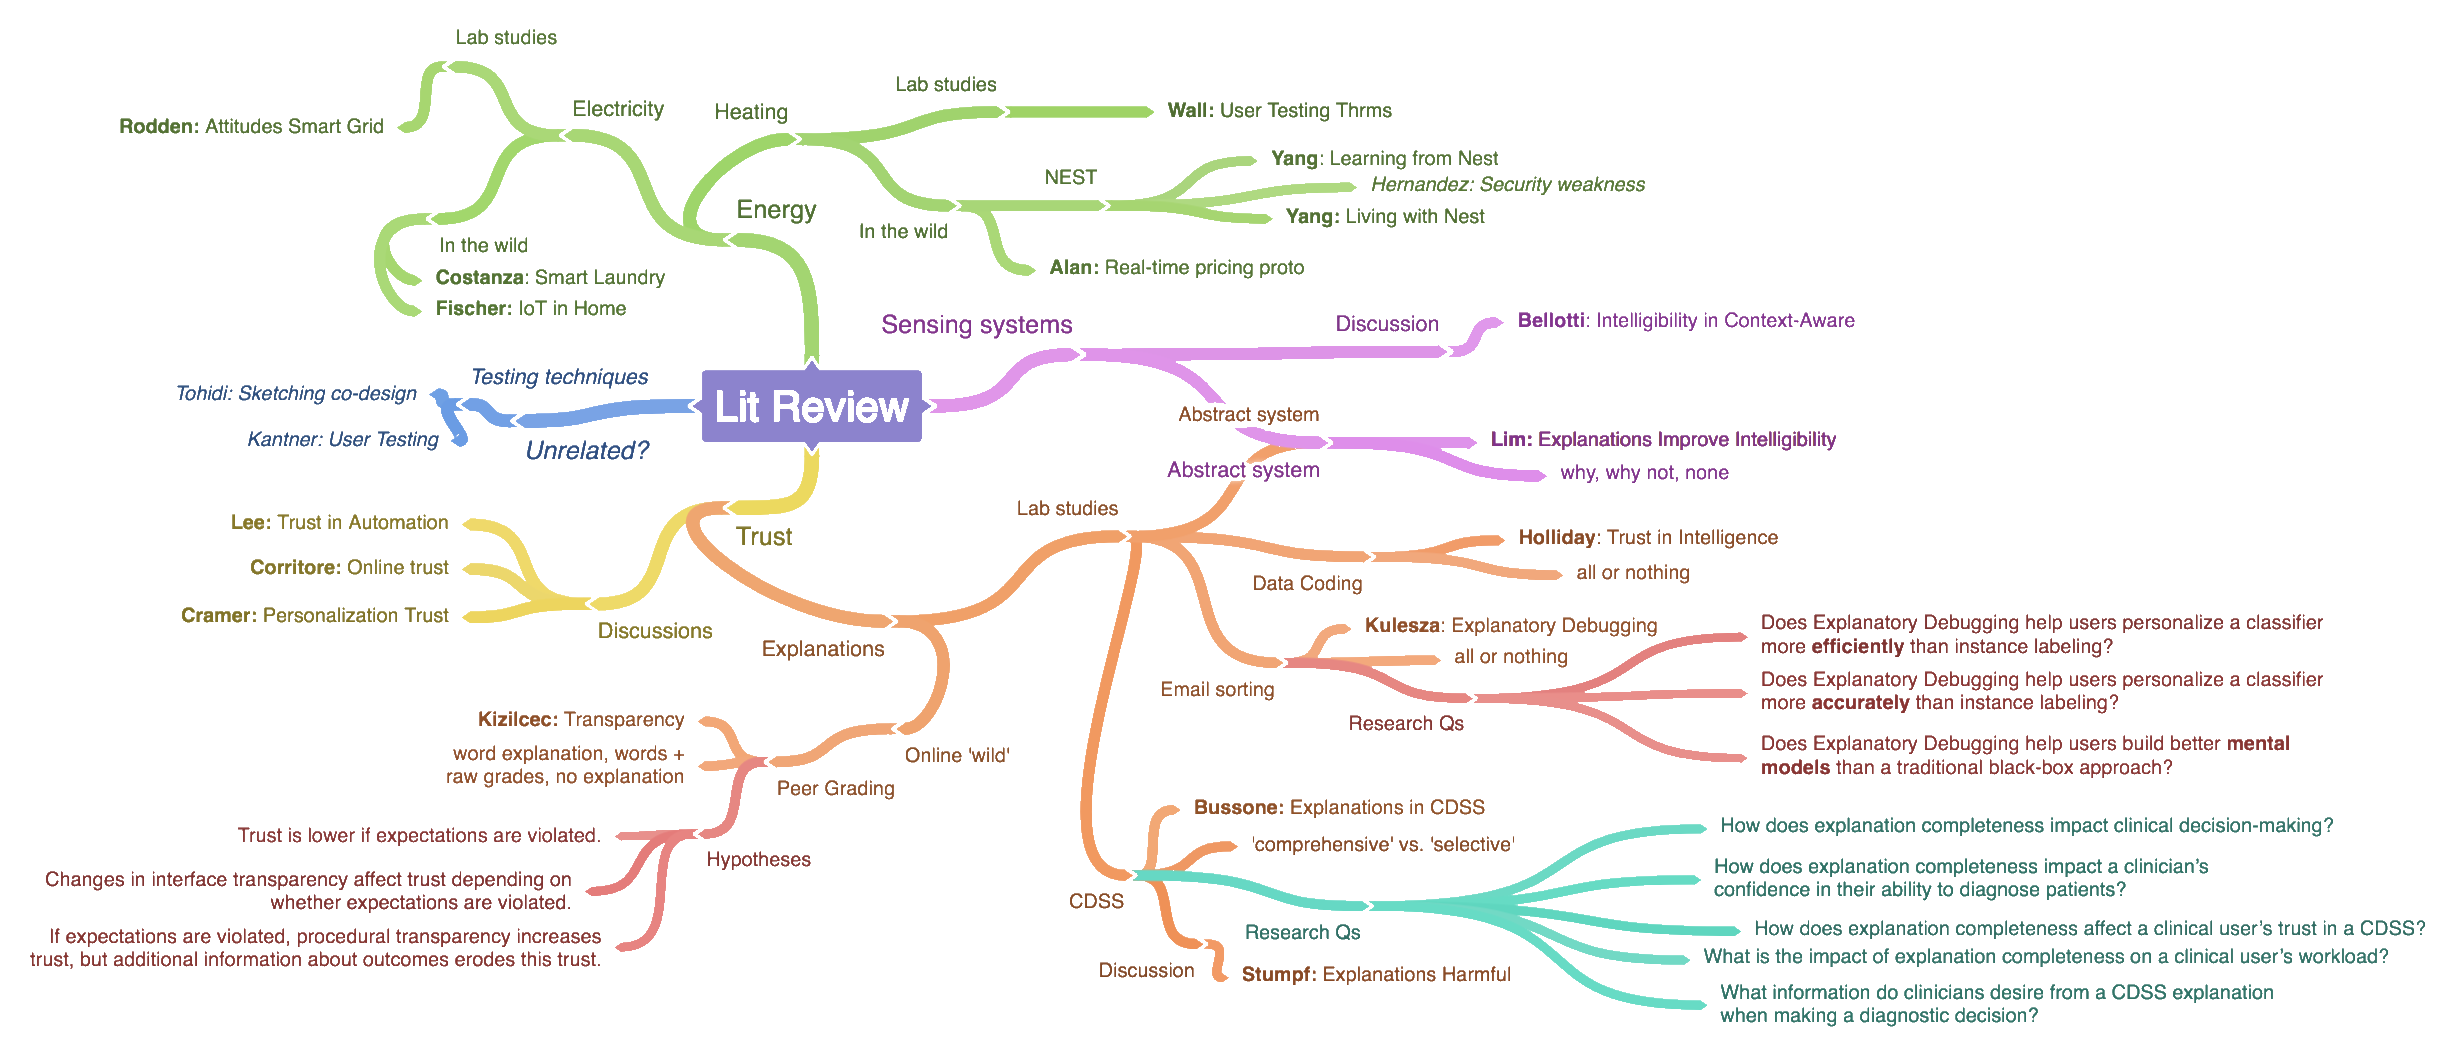 Lab studies
Rodden: Attitudes Smart Grid
Electricity
In the wild
Costanza: Smart Laundry
Fischer: IoT in Home
Heating
Lab studies
Wall: User Testing Thrms
Energy
NEST
Yang: Learning from Nest
Hernandez: Security weakness
Yang: Living with Nest
In the wild
Alan: Real-time pricing proto
Sensing systems
Discussion
Bellotti: Intelligibility in Context-Aware
Testing techniques
Tohidi: Sketching co-design
Kantner: User Testing
Unrelated?
Lit Review
Abstract system
Abstract system
Lim: Explanations Improve Intelligibility
why, why not, none
Lee: Trust in Automation
Corritore: Online trust
Cramer: Personalization Trust
Discussions
Trust
Lab studies
Explanations
Data Coding
Holliday: Trust in Intelligence
all or nothing
Kulesza: Explanatory Debugging
all or nothing
Email sorting
Research Qs
Does Explanatory Debugging help users personalize a classifier
more efficiently than instance labeling?
Does Explanatory Debugging help users personalize a classifier
more accurately than instance labeling?
Does Explanatory Debugging help users build better mental
models than a traditional black-box approach?
Kizilcec: Transparency
word explanation, words +
raw grades, no explanation
Online 'wild'
Peer Grading
Trust is lower if expectations are violated.
Hypotheses
Changes in interface transparency affect trust depending on
whether expectations are violated.
If expectations are violated, procedural transparency increases
trust, but additional information about outcomes erodes this trust.
Bussone: Explanations in CDSS
'comprehensive' vs. 'selective'
CDSS
Research Qs
Discussion
Stumpf: Explanations Harmful
How does explanation completeness impact clinical decision-making?
How does explanation completeness impact a clinician’s
confidence in their ability to diagnose patients?
How does explanation completeness affect a clinical user’s trust in a CDSS?
What is the impact of explanation completeness on a clinical user’s workload?
What information do clinicians desire from a CDSS explanation
when making a diagnostic decision?